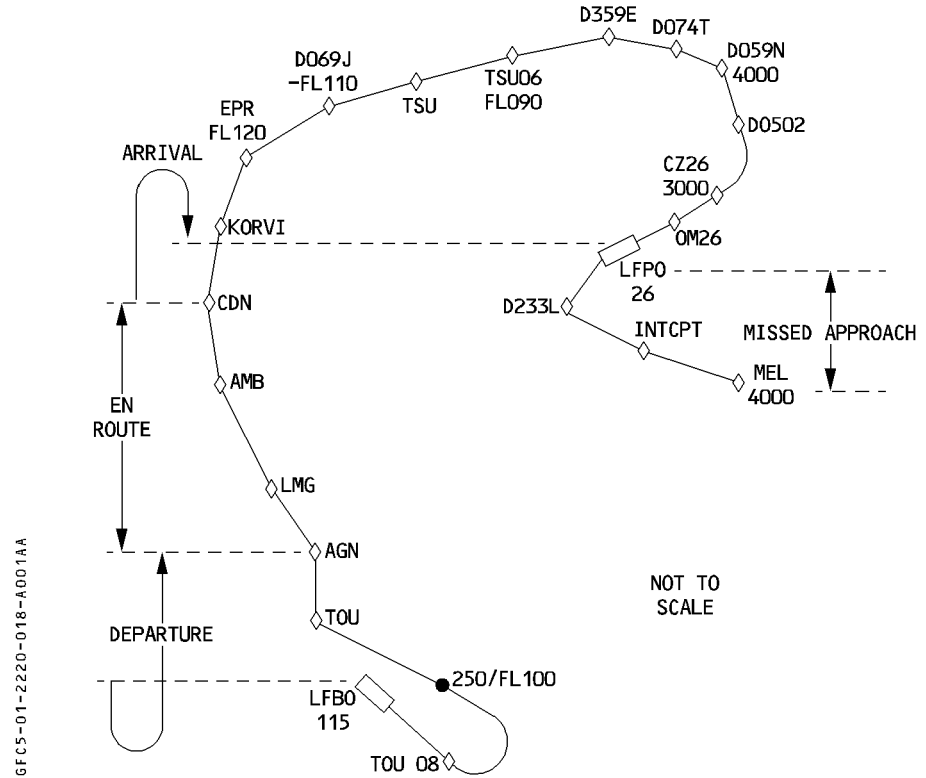 D359E
D074T
D059N
4000
D069J
-FL110
TSU
TSU06
FL090
EPR
FL120
D0502
ARRIVAL
CZ26
3000
KORVI
OM26
LFPO
26
CDN
D233L
INTCPT
MISSED APPROACH
MEL
4000
AMB
EN
ROUTE
LMG
AGN
NOT TO
SCALE
TOU
DEPARTURE
250/FL100
LFBO
115
TOU 08
GFC5-01-2220-018-A001AA